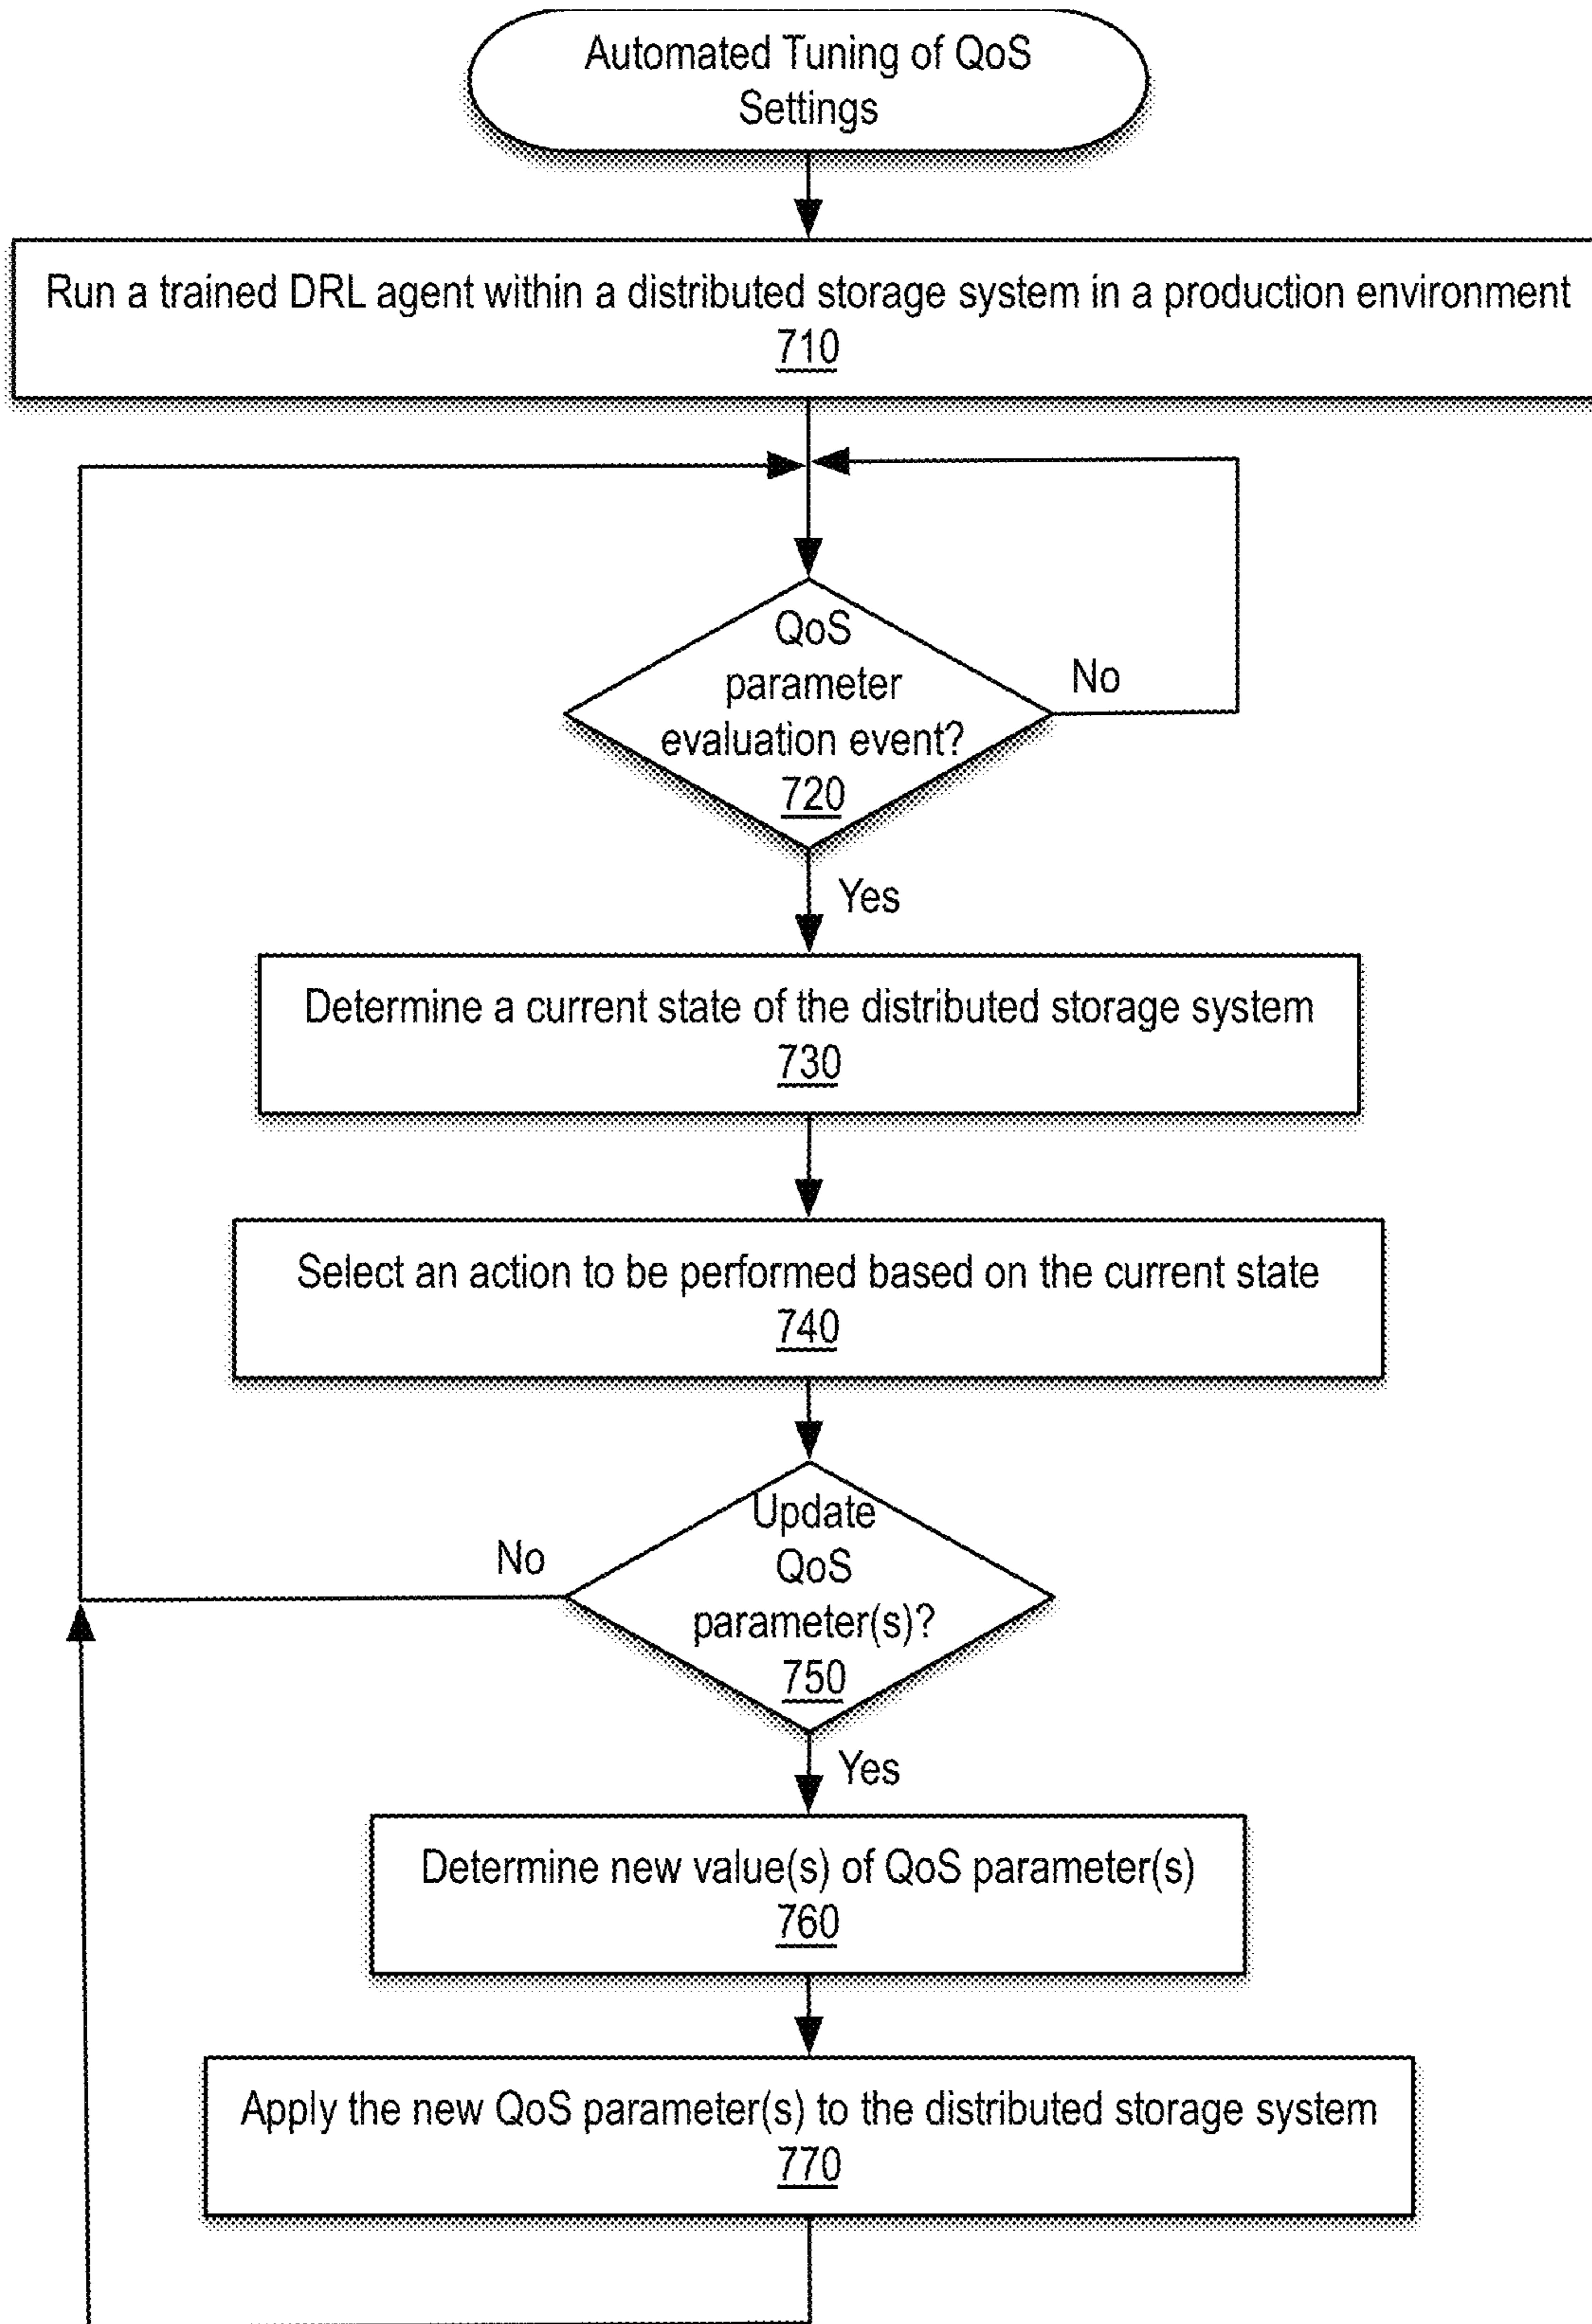 Automated Tuning of QoS
Settings
Run a trained DRL agent within a distributed storage system in a production environment
710
QoS
parameter
evaluation event?
720
No
Yes
Determine a current state of the distributed storage system
730
Select an action to be performed based on the current state
740
Update
QoS
parameter(s)?
750
No
Yes
Determine new value(s) of QoS parameter(s)
760
Apply the new QoS parameter(s) to the distributed storage system
770